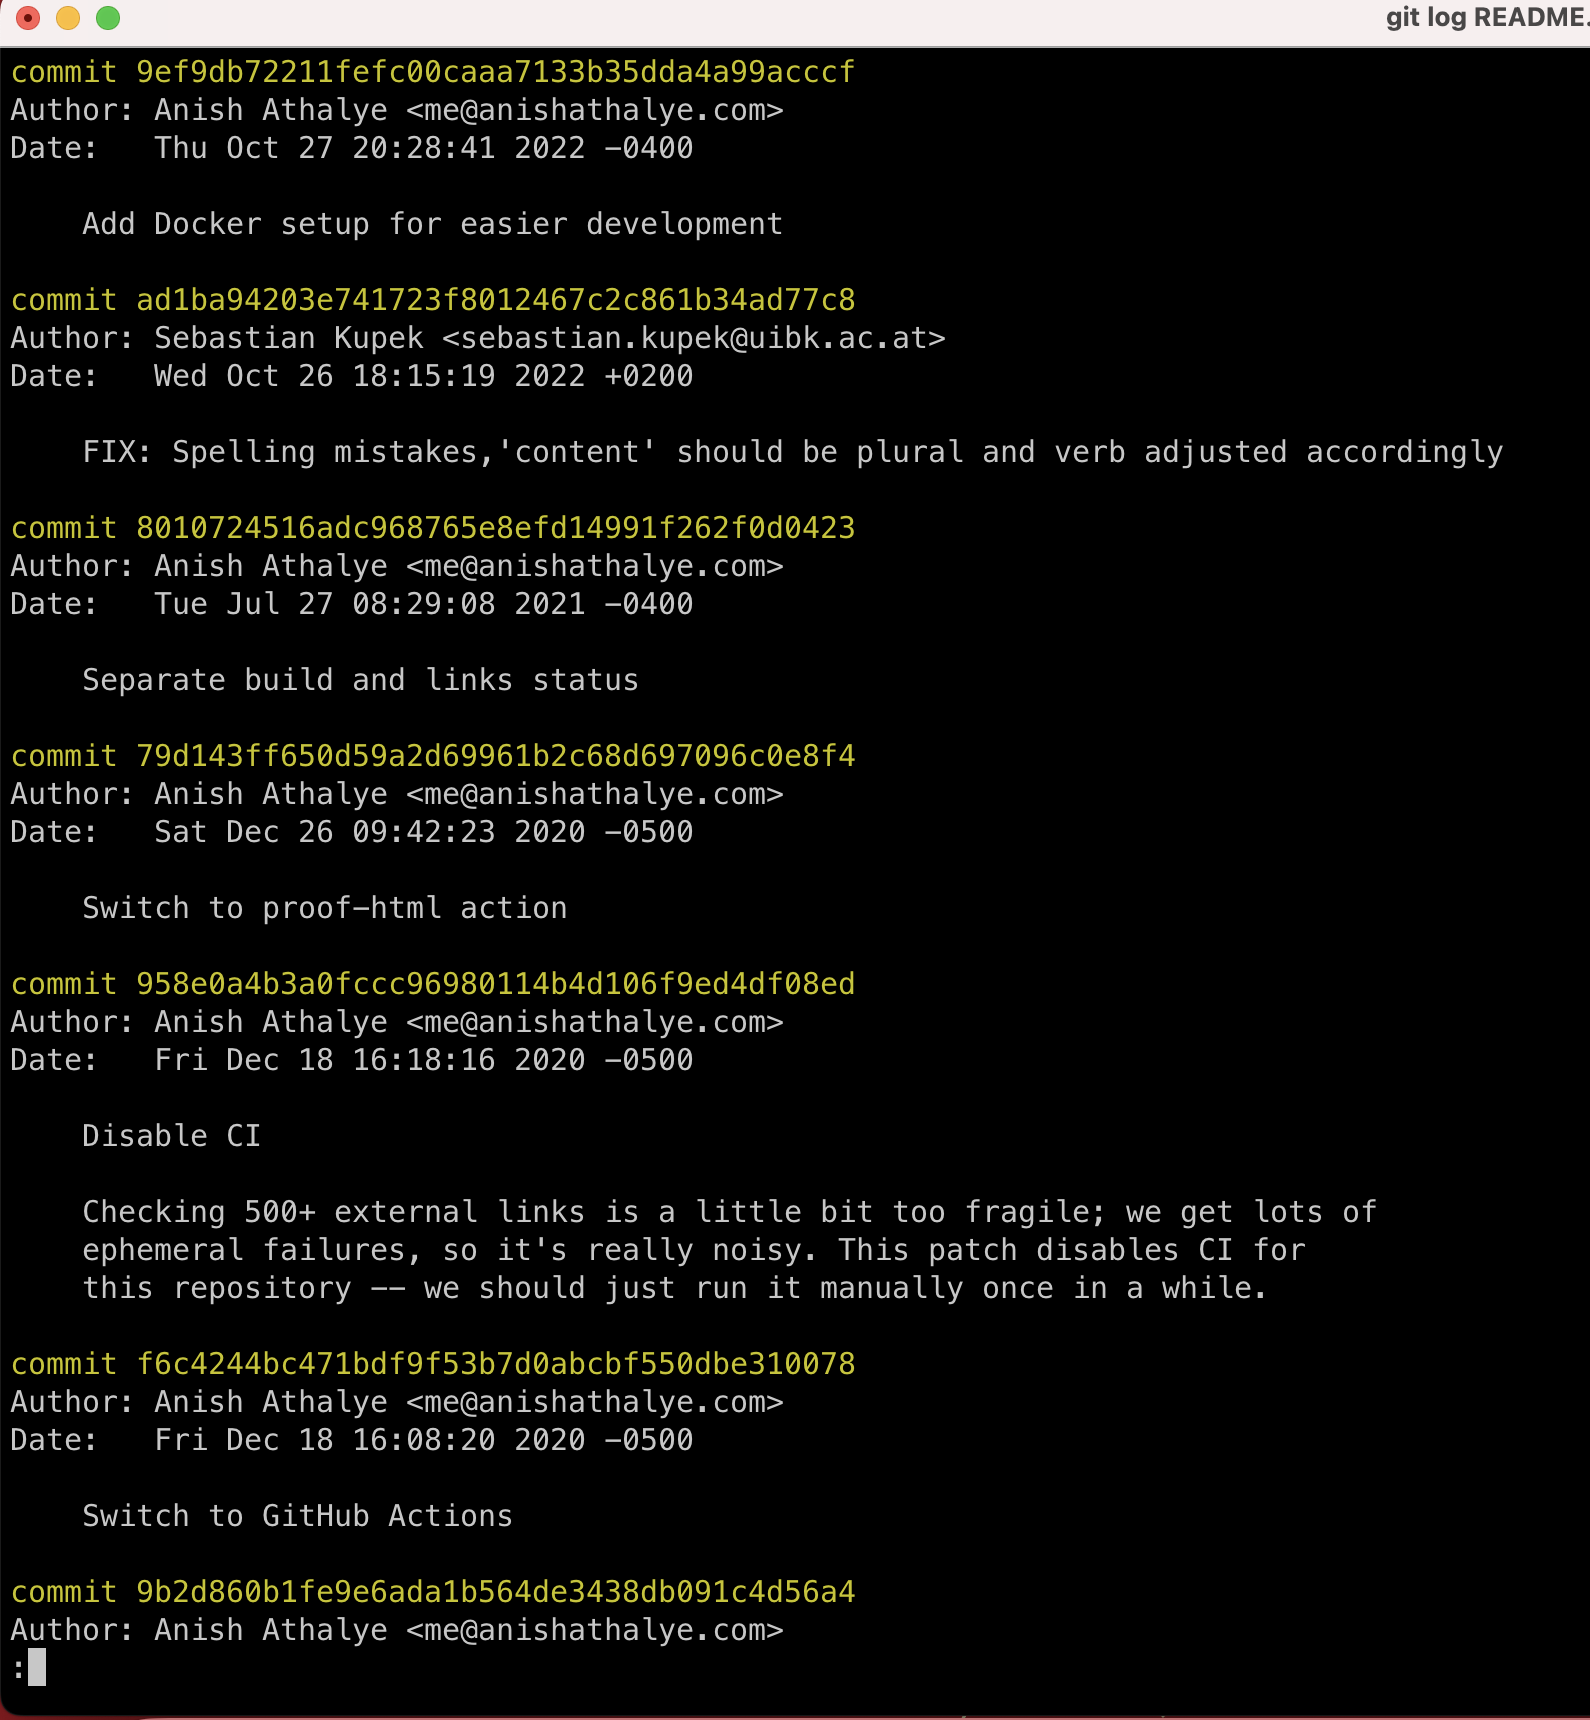 git log README.
commit 9ef9db72211fefc00caaa7133b35dda4a99acccf
Author: Anish Athalye <me@anishathalye.com>
Date:   Thu Oct 27 20:28:41 2022 -0400
Add Docker setup for easier development
commit ad1ba94203e741723f8012467c2c861b34ad77c8
Author: Sebastian Kupek <sebastian.kupek@uibk.ac.at>
Date:   Wed Oct 26 18:15:19 2022 +0200
FIX: Spelling mistakes,'content' should be plural and verb adjusted accordingly
commit 8010724516adc968765e8efd14991f262f0d0423
Author: Anish Athalye <me@anishathalye.com>
Date:   Tue Jul 27 08:29:08 2021 -0400
Separate build and links status
commit 79d143ff650d59a2d69961b2c68d697096c0e8f4
Author: Anish Athalye <me@anishathalye.com>
Date:   Sat Dec 26 09:42:23 2020 -0500
Switch to proof-html action
commit 958e0a4b3a0fccc96980114b4d106f9ed4df08ed
Author: Anish Athalye <me@anishathalye.com>
Date:   Fri Dec 18 16:18:16 2020 -0500
Disable CI
Checking 500+ external links is a little bit too fragile; we get lots of
ephemeral failures, so it's really noisy. This patch disables CI for
this repository -- we should just run it manually once in a while.
commit f6c4244bc471bdf9f53b7d0abcbf550dbe310078
Author: Anish Athalye <me@anishathalye.com>
Date:   Fri Dec 18 16:08:20 2020 -0500
Switch to GitHub Actions
commit 9b2d860b1fe9e6ada1b564de3438db091c4d56a4
Author: Anish Athalye <me@anishathalye.com>
: